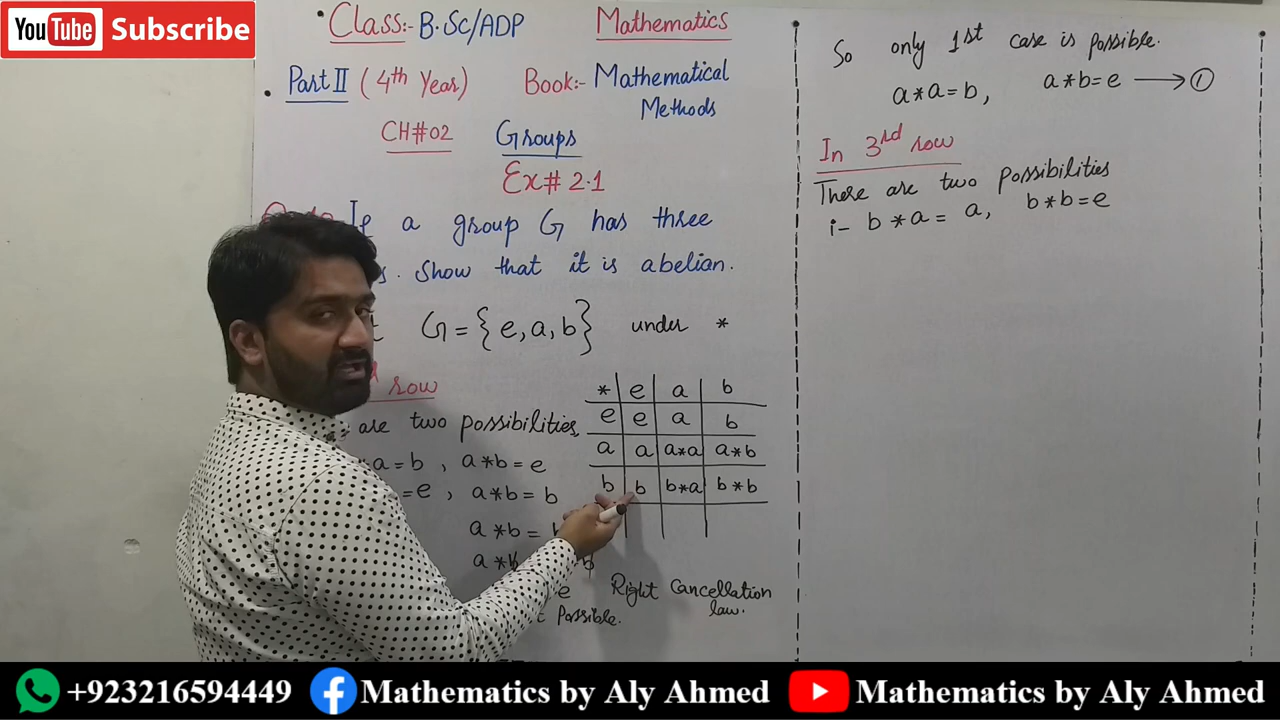 YouTube Subscribe
Class:- B.Sc/ADP Mathematics
Part II (4th Year) Book:- Mathematical Methods
CH#02 Groups
Ex# 2.1
If a group G has three
Show that it is abelian.
G = {e, a, b} under *
row
are two possibilities
a = b , a * b = e
= e , a * b = b
a * b =
a *
e
Possible.
* e a b
e e a b
a a a*a a*b
b b b*a b*b
Right Cancellation
law.
So only 1st case is possible.
a * a = b, a * b = e → ①
In 3rd row
There are two possibilities
i- b * a = a, b * b = e
+923216594449 Mathematics by Aly Ahmed Mathematics by Aly Ahmed